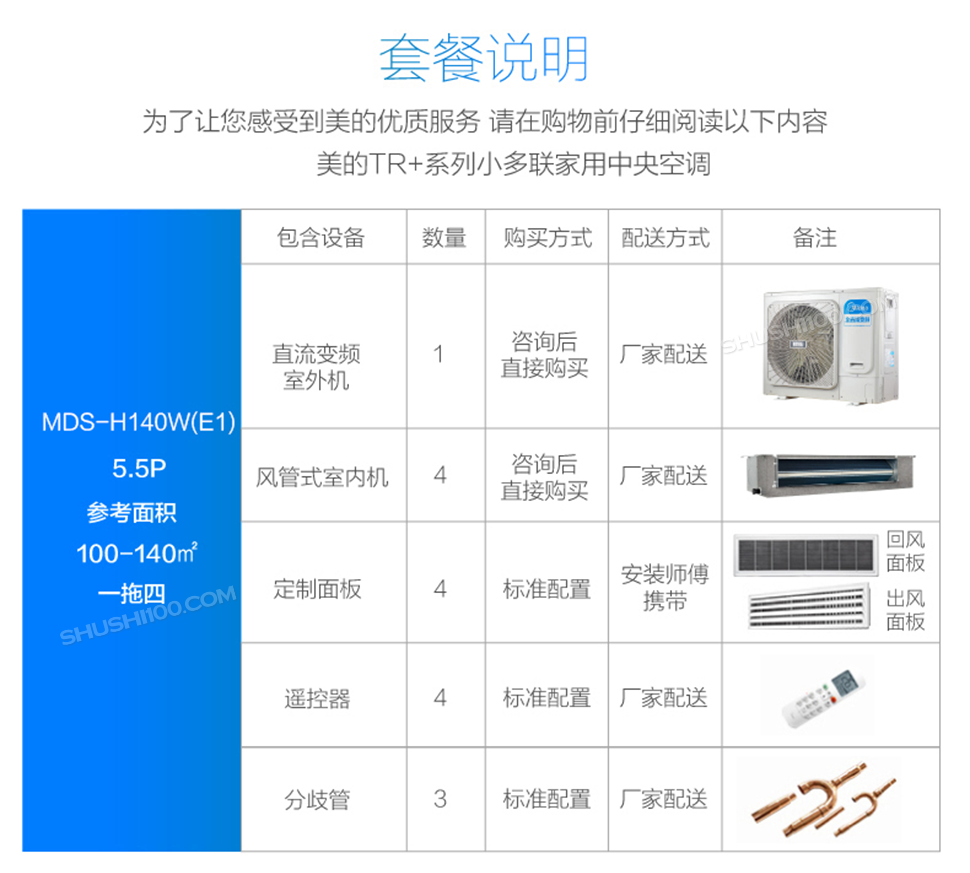 套餐说明
为了让您感受到美的优质服务 请在购物前仔细阅读以下内容
美的TR+系列小多联家用中央空调
包含设备 数量 购买方式 配送方式 备注
MDS-H140W(E1)
5.5P
参考面积
100-140㎡
一拖四
SHUSHI100.COM
直流变频
室外机
1
咨询后
直接购买
厂家配送
SHUSHI100.COM
风管式室内机
4
咨询后
直接购买
厂家配送
定制面板
4
标准配置
安装师傅
携带
回风
面板
出风
面板
遥控器
4
标准配置
厂家配送
分歧管
3
标准配置
厂家配送